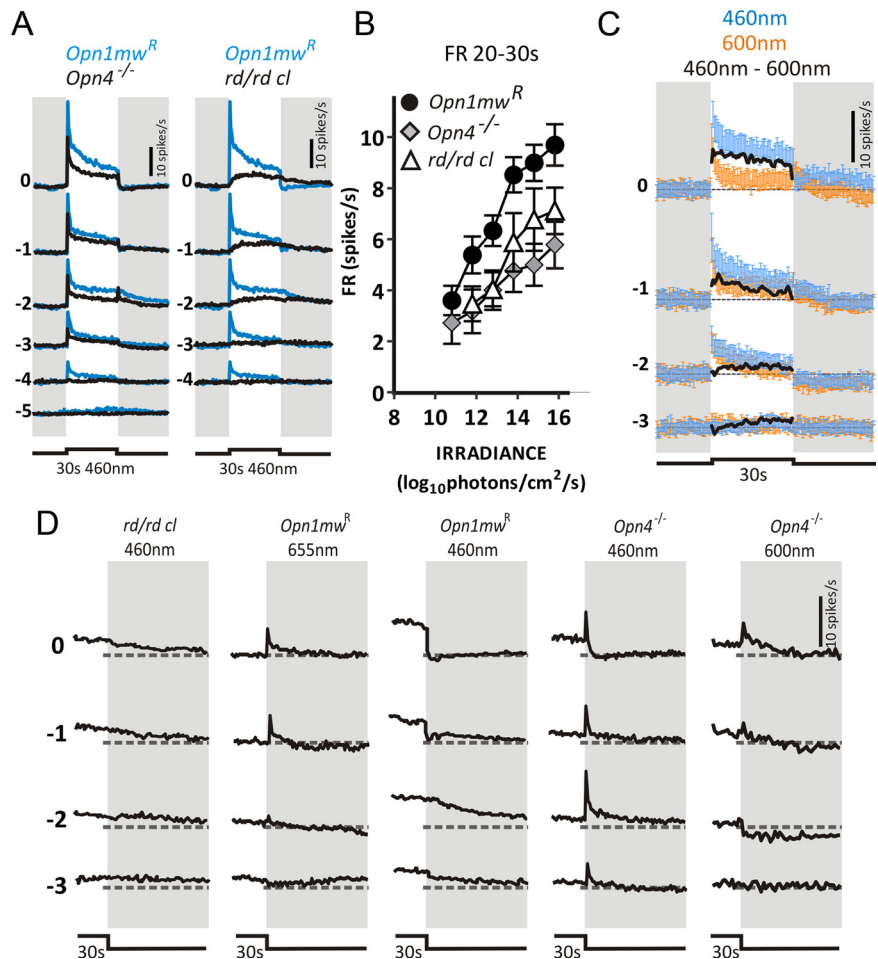 A
Opn1mw^R
Opn4^-/-
Opn1mw^R
rd/rd cl
10 spikes/s
10 spikes/s
0
-1
-2
-3
-4
-5
0
-1
-2
-3
-4
30s 460nm
30s 460nm
B
FR 20-30s
Opn1mw^R
Opn4^-/-
rd/rd cl
FR (spikes/s)
10
8
6
4
2
0
8 10 12 14 16
IRRADIANCE
(log₁₀photons/cm²/s)
C
460nm
600nm
460nm - 600nm
10 spikes/s
0
-1
-2
-3
30s
D
rd/rd cl
460nm
Opn1mw^R
655nm
Opn1mw^R
460nm
Opn4^-/-
460nm
Opn4^-/-
600nm
10 spikes/s
0
-1
-2
-3
30s 30s 30s 30s 30s